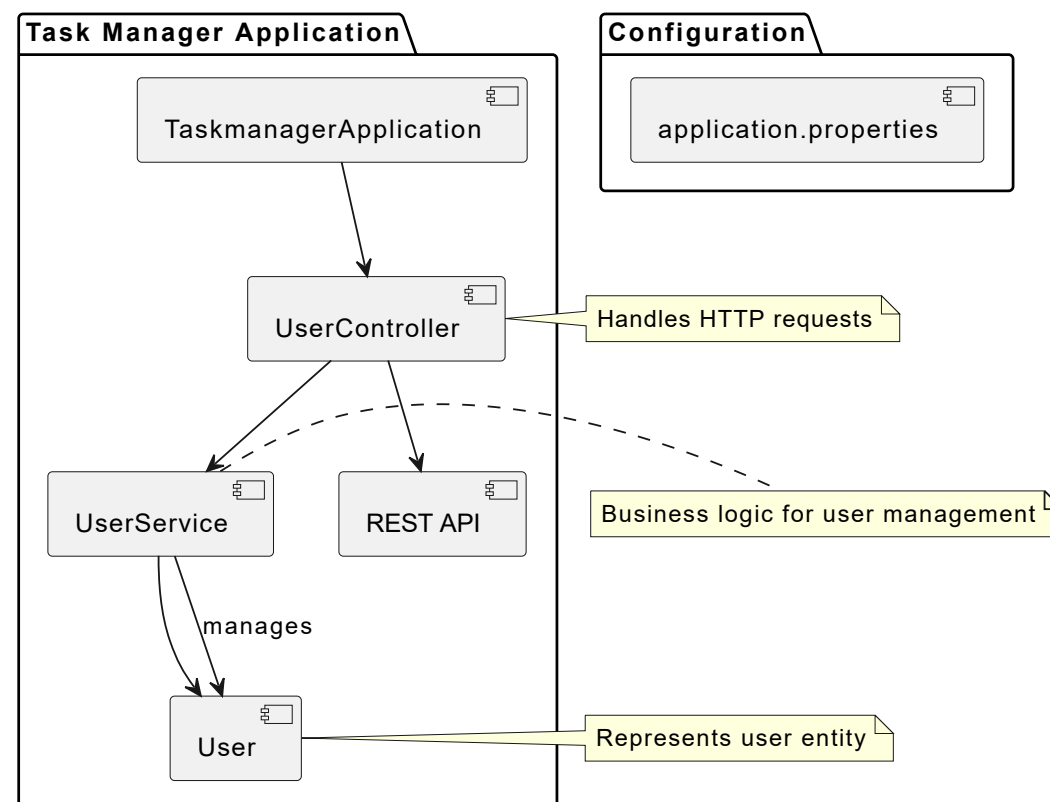 Task Manager Application
Configuration
TaskmanagerApplication
application.properties
UserController
Handles HTTP requests
UserService
REST API
Business logic for user management
manages
User
Represents user entity